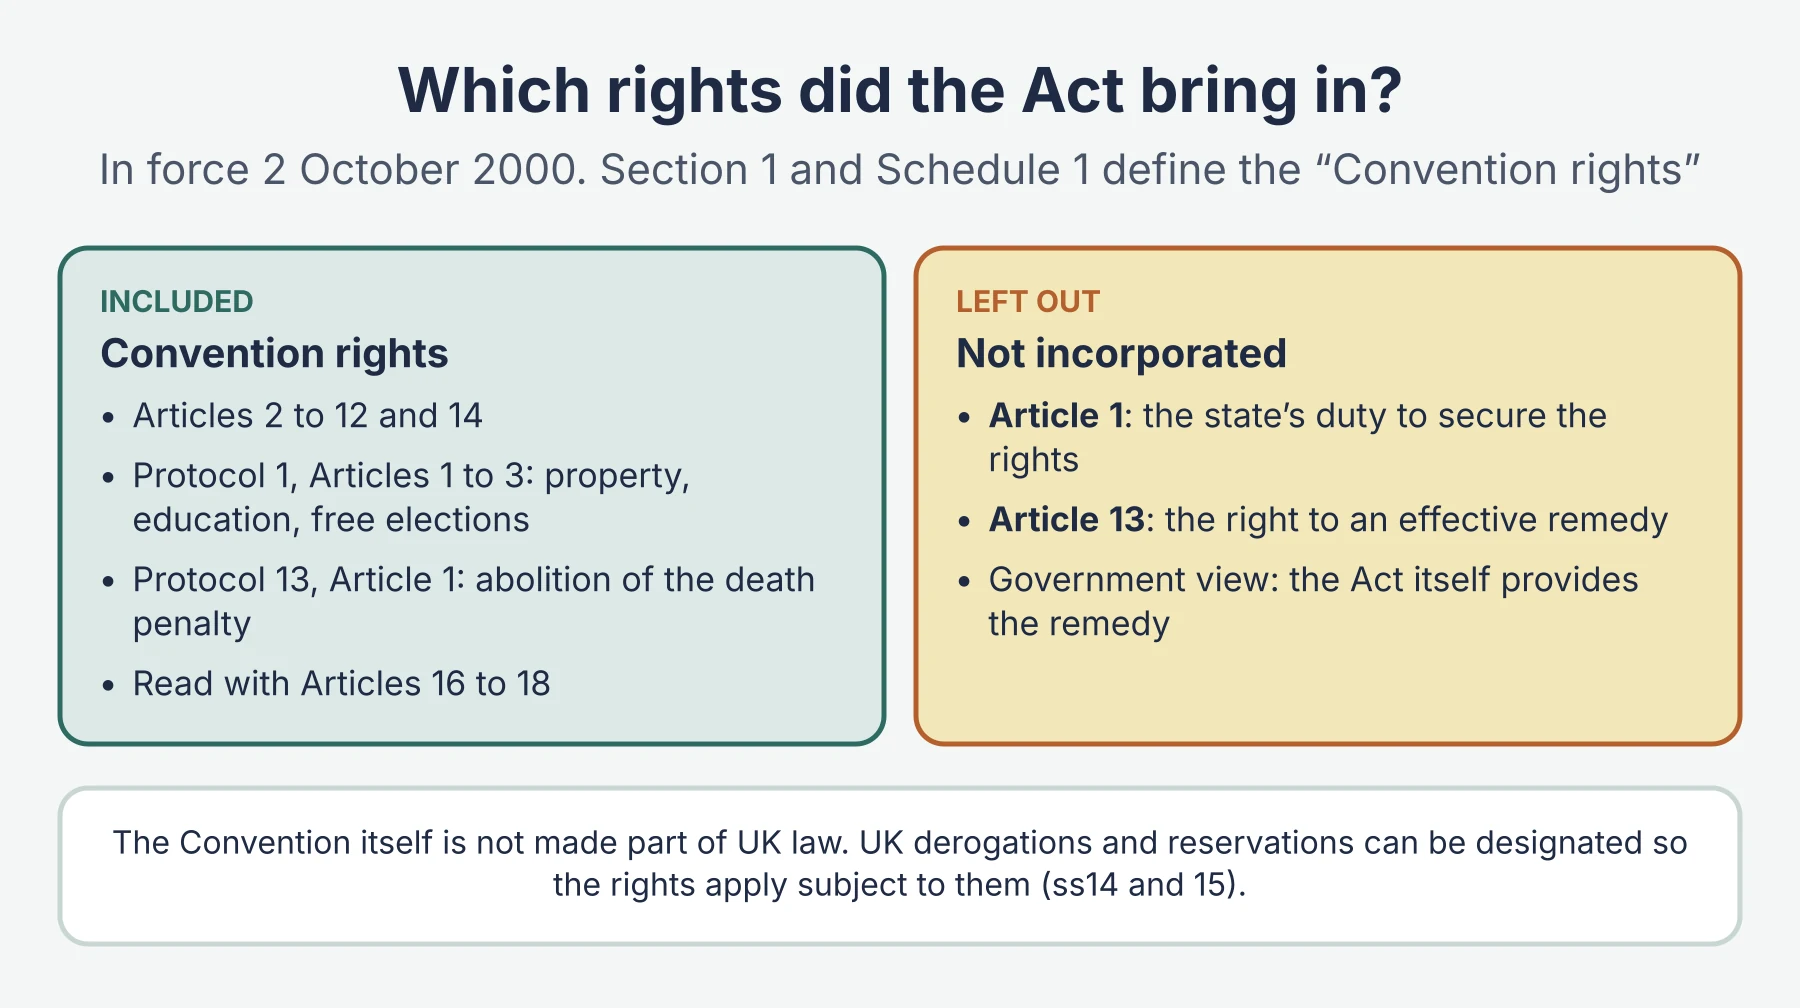 Which rights did the Act bring in?
In force 2 October 2000. Section 1 and Schedule 1 define the “Convention rights”
INCLUDED
Convention rights
• Articles 2 to 12 and 14
• Protocol 1, Articles 1 to 3: property,
education, free elections
• Protocol 13, Article 1: abolition of the death
penalty
• Read with Articles 16 to 18
LEFT OUT
Not incorporated
• Article 1: the state’s duty to secure the
rights
• Article 13: the right to an effective remedy
• Government view: the Act itself provides
the remedy
The Convention itself is not made part of UK law. UK derogations and reservations can be designated so
the rights apply subject to them (ss14 and 15).